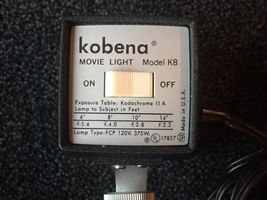 kobena®
MOVIE LIGHT Model K8
ON OFF
Exposure Table: Kodachrome II A
Lamp to Subject in Feet
6' 8' 10' 14'
f-5.6 f-4.0 f-2.8 f-2.2
Lamp Type: FCP 120V. 375W.
17827
Made in U.S.A.